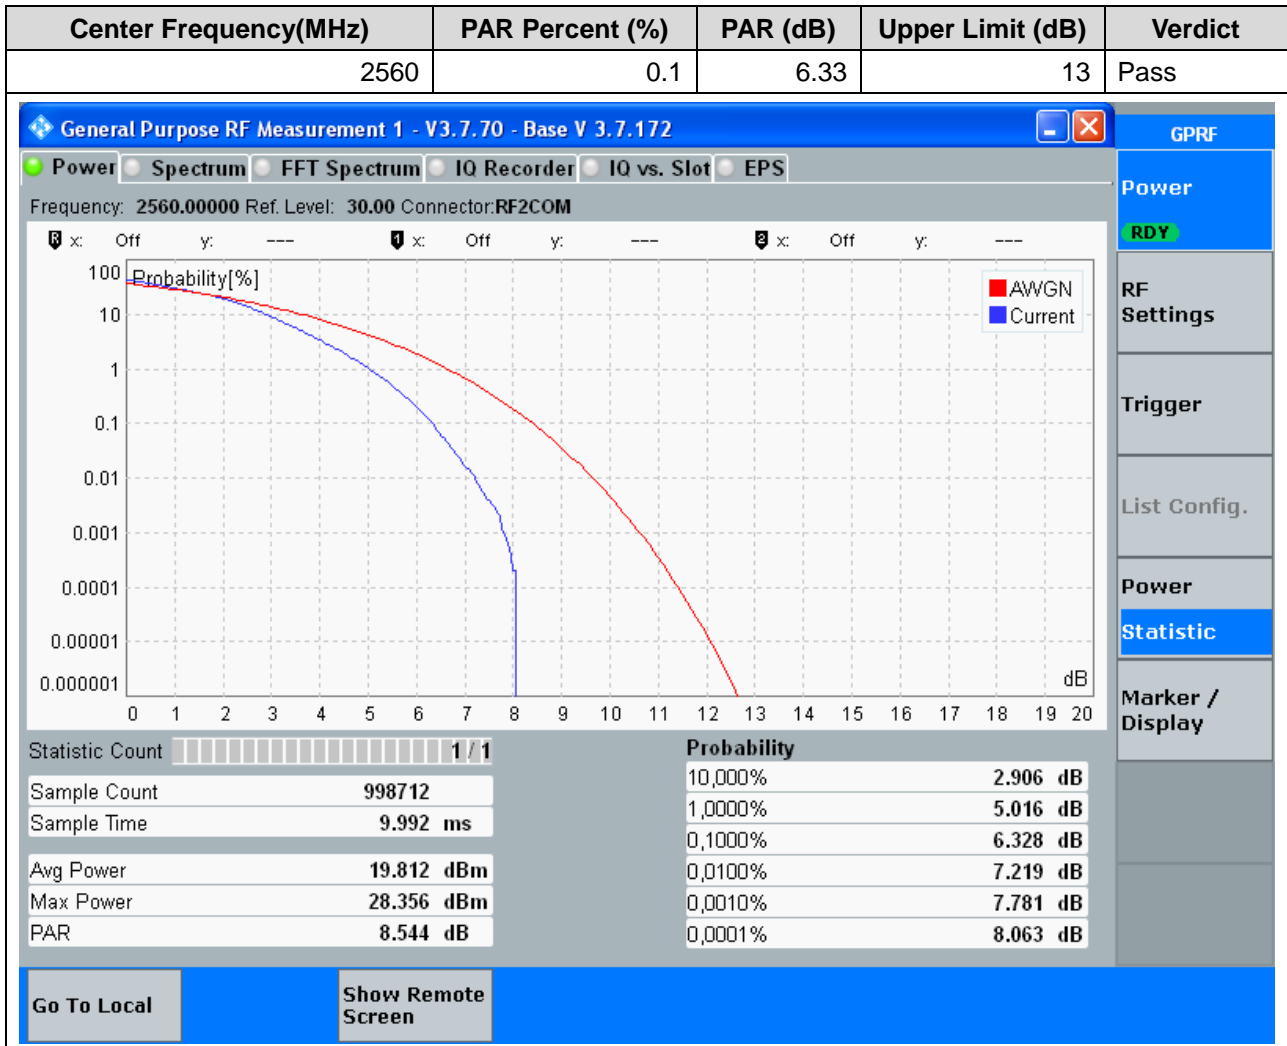 Center Frequency(MHz) PAR Percent (%) PAR (dB) Upper Limit (dB) Verdict
2560 0.1 6.33 13 Pass
General Purpose RF Measurement 1 - V3.7.70 - Base V 3.7.172
GPRF
Power Spectrum FFT Spectrum IQ Recorder IQ vs. Slot EPS
Frequency: 2560.00000 Ref. Level: 30.00 Connector:RF2COM
R x: Off y: --- 1 x: Off y: --- 2 x: Off y: ---
Probability[%]
AWGN
Current
100
10
1
0.1
0.01
0.001
0.0001
0.00001
0.000001
dB
0 1 2 3 4 5 6 7 8 9 10 11 12 13 14 15 16 17 18 19 20
Statistic Count 1 / 1
Sample Count 998712
Sample Time 9.992 ms
Avg Power 19.812 dBm
Max Power 28.356 dBm
PAR 8.544 dB
Probability
10,000% 2.906 dB
1,0000% 5.016 dB
0,1000% 6.328 dB
0,0100% 7.219 dB
0,0010% 7.781 dB
0,0001% 8.063 dB
Power
RDY
RF
Settings
Trigger
List Config.
Power
Statistic
Marker /
Display
Go To Local
Show Remote
Screen